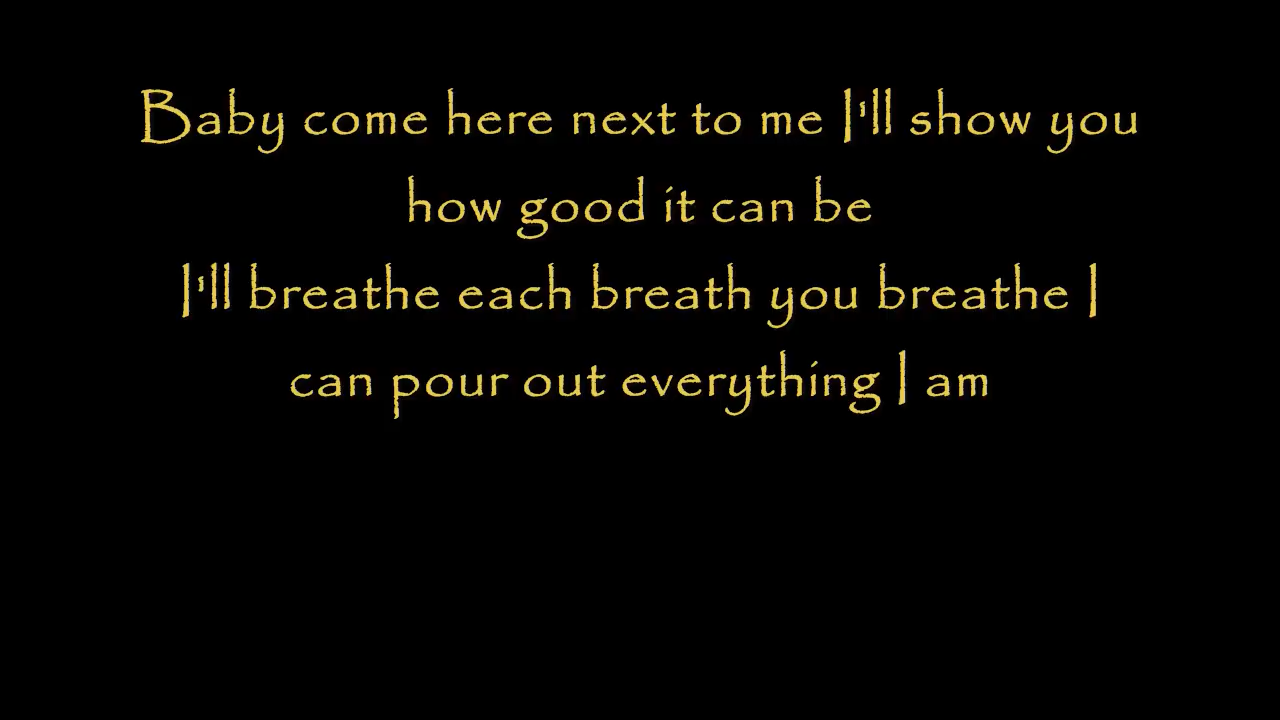 Baby come here next to me I'll show you
how good it can be
I'll breathe each breath you breathe I
can pour out everything I am